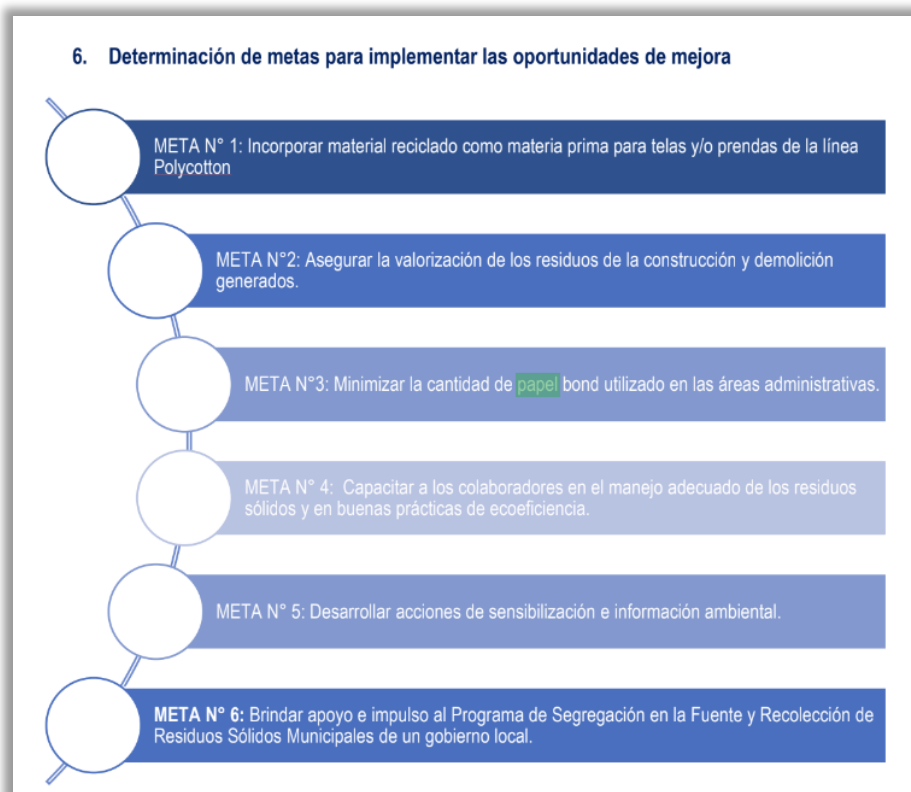 6. Determinación de metas para implementar las oportunidades de mejora
META N° 1: Incorporar material reciclado como materia prima para telas y/o prendas de la línea
Polycotton
META N°2: Asegurar la valorización de los residuos de la construcción y demolición
generados.
META N°3: Minimizar la cantidad de papel bond utilizado en las áreas administrativas.
META N° 4: Capacitar a los colaboradores en el manejo adecuado de los residuos
sólidos y en buenas prácticas de ecoeficiencia.
META N° 5: Desarrollar acciones de sensibilización e información ambiental.
META N° 6: Brindar apoyo e impulso al Programa de Segregación en la Fuente y Recolección de
Residuos Sólidos Municipales de un gobierno local.